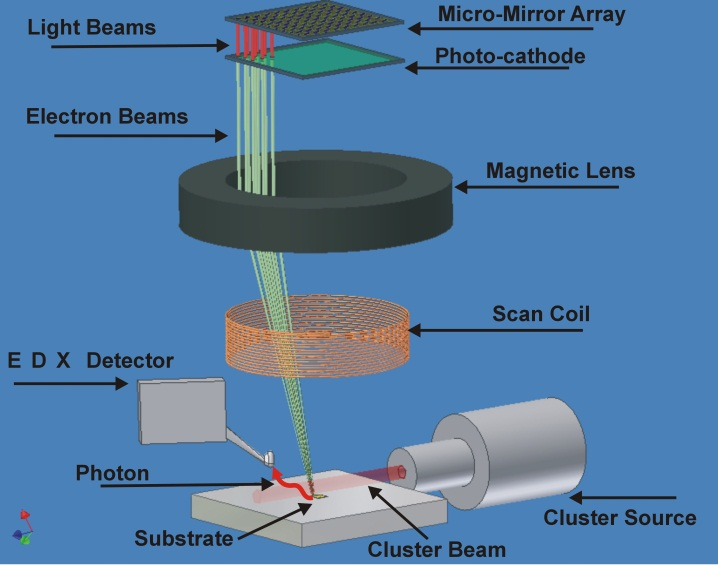 Light Beams
Micro-Mirror Array
Photo-cathode
Electron Beams
Magnetic Lens
Scan Coil
E D X Detector
Photon
Substrate
Cluster Beam
Cluster Source